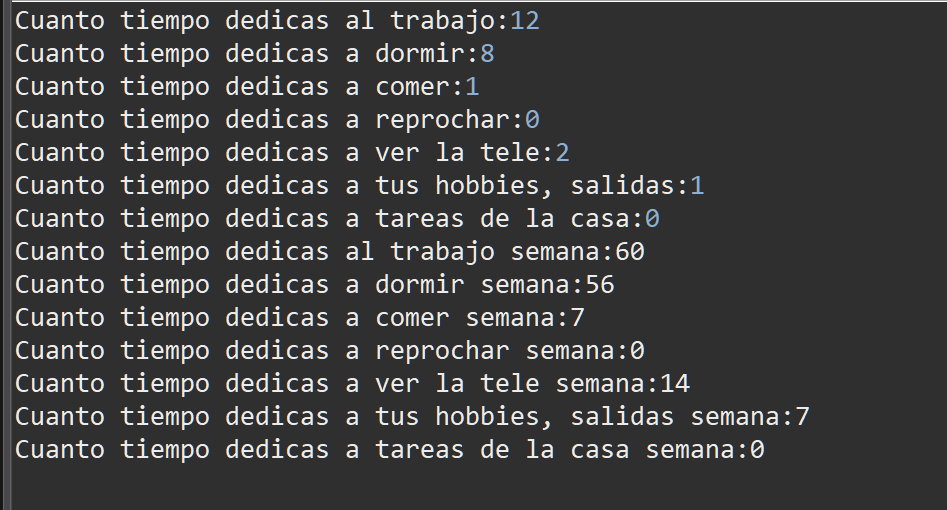 Cuanto tiempo dedicas al trabajo:12
Cuanto tiempo dedicas a dormir:8
Cuanto tiempo dedicas a comer:1
Cuanto tiempo dedicas a reprochar:0
Cuanto tiempo dedicas a ver la tele:2
Cuanto tiempo dedicas a tus hobbies, salidas:1
Cuanto tiempo dedicas a tareas de la casa:0
Cuanto tiempo dedicas al trabajo semana:60
Cuanto tiempo dedicas a dormir semana:56
Cuanto tiempo dedicas a comer semana:7
Cuanto tiempo dedicas a reprochar semana:0
Cuanto tiempo dedicas a ver la tele semana:14
Cuanto tiempo dedicas a tus hobbies, salidas semana:7
Cuanto tiempo dedicas a tareas de la casa semana:0